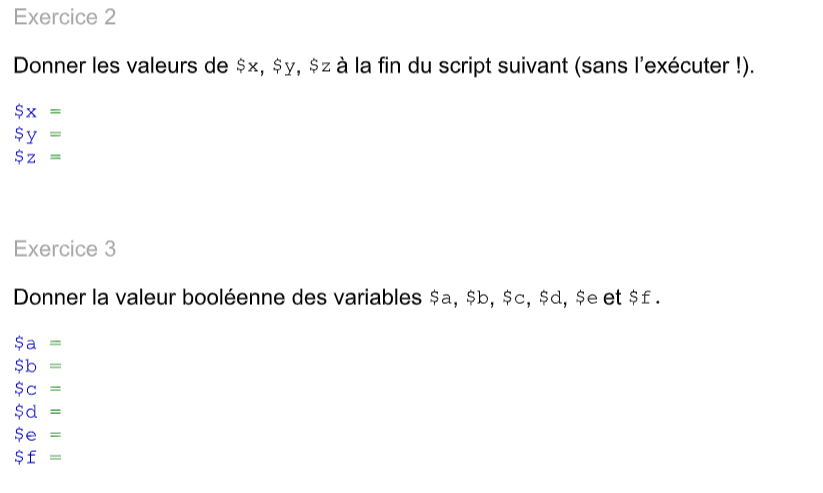 Exercice 2
Donner les valeurs de $x, $y, $z à la fin du script suivant (sans l’exécuter !).
$x =
$y =
$z =
Exercice 3
Donner la valeur booléenne des variables $a, $b, $c, $d, $e et $f.
$a =
$b =
$c =
$d =
$e =
$f =